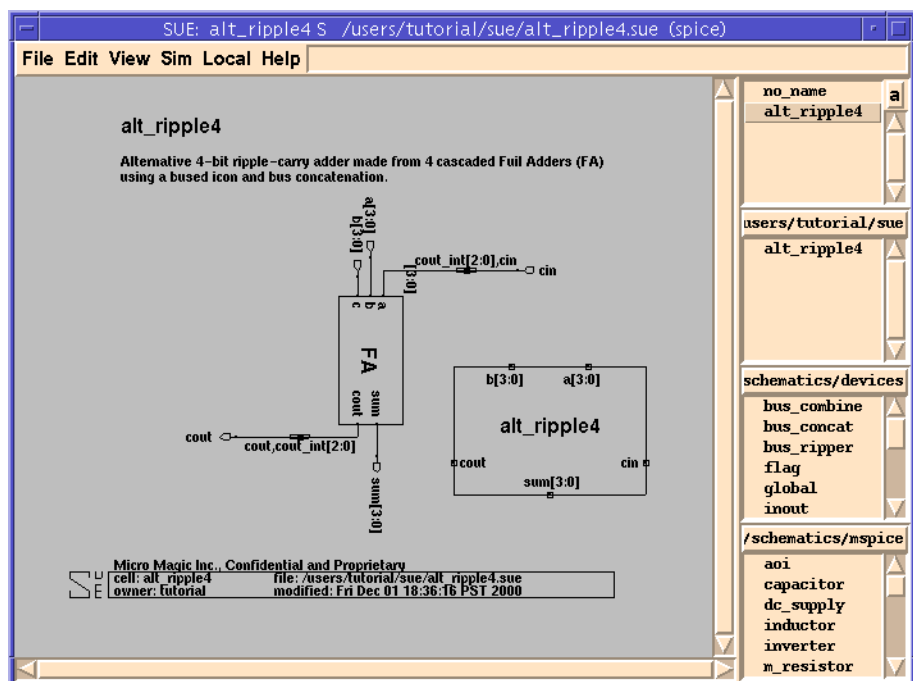 SUE: alt_ripple4 S /users/tutorial/sue/alt_ripple4.sue (spice)
File Edit View Sim Local Help
alt_ripple4
Alternative 4-bit ripple-carry adder made from 4 cascaded Full Adders (FA)
using a bused icon and bus concatenation.
a[3:0]
b[3:0]
[3:0]
cout_int[2:0],cin
cin
c b a
FA
cout sum
cout
cout,cout_int[2:0]
sum[3:0]
b[3:0] a[3:0]
alt_ripple4
cout cin
sum[3:0]
Micro Magic Inc., Confidential and Proprietary
SUE
cell: alt_ripple4 file: /users/tutorial/sue/alt_ripple4.sue
owner: tutorial modified: Fri Dec 01 18:36:16 PST 2000
no_name
a
alt_ripple4
users/tutorial/sue
alt_ripple4
schematics/devices
bus_combine
bus_concat
bus_ripper
flag
global
inout
/schematics/mspice
aoi
capacitor
dc_supply
inductor
inverter
m_resistor